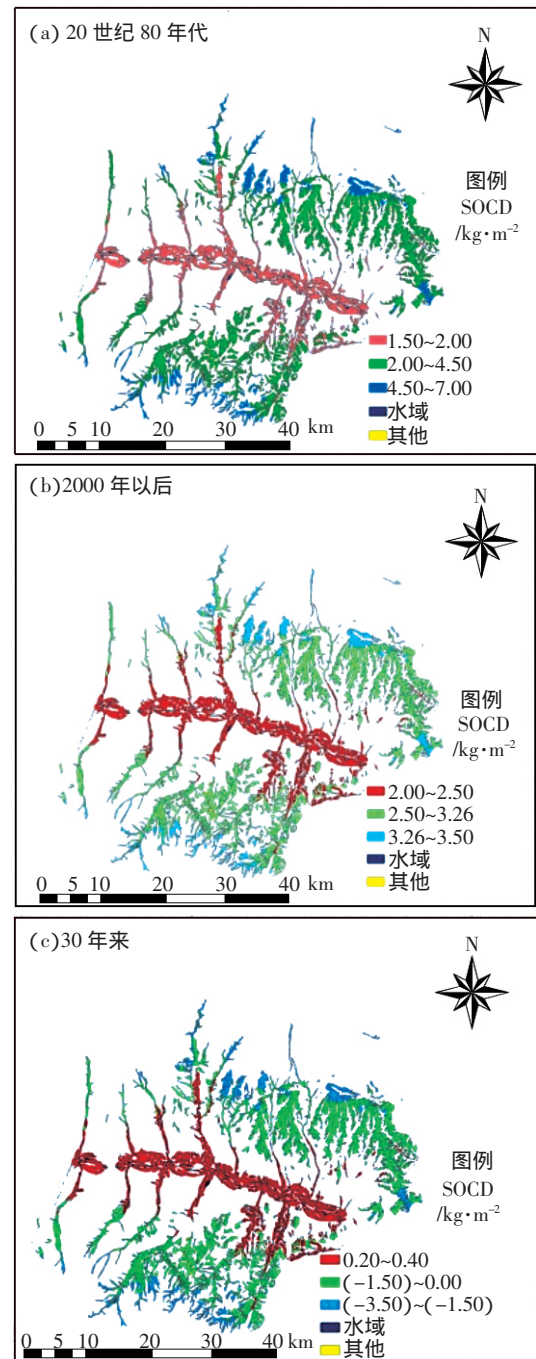 (a) 20 世纪 80 年代
N
图例
SOCD
/kg·m⁻²
1.50~2.00
2.00~4.50
4.50~7.00
水域
其他
0 5 10 20 30 40 km
(b)2000 年以后
N
图例
SOCD
/kg·m⁻²
2.00~2.50
2.50~3.26
3.26~3.50
水域
其他
0 5 10 20 30 40 km
(c)30 年来
N
图例
SOCD
/kg·m⁻²
0.20~0.40
(-1.50)~0.00
(-3.50)~(-1.50)
水域
其他
0 5 10 20 30 40 km